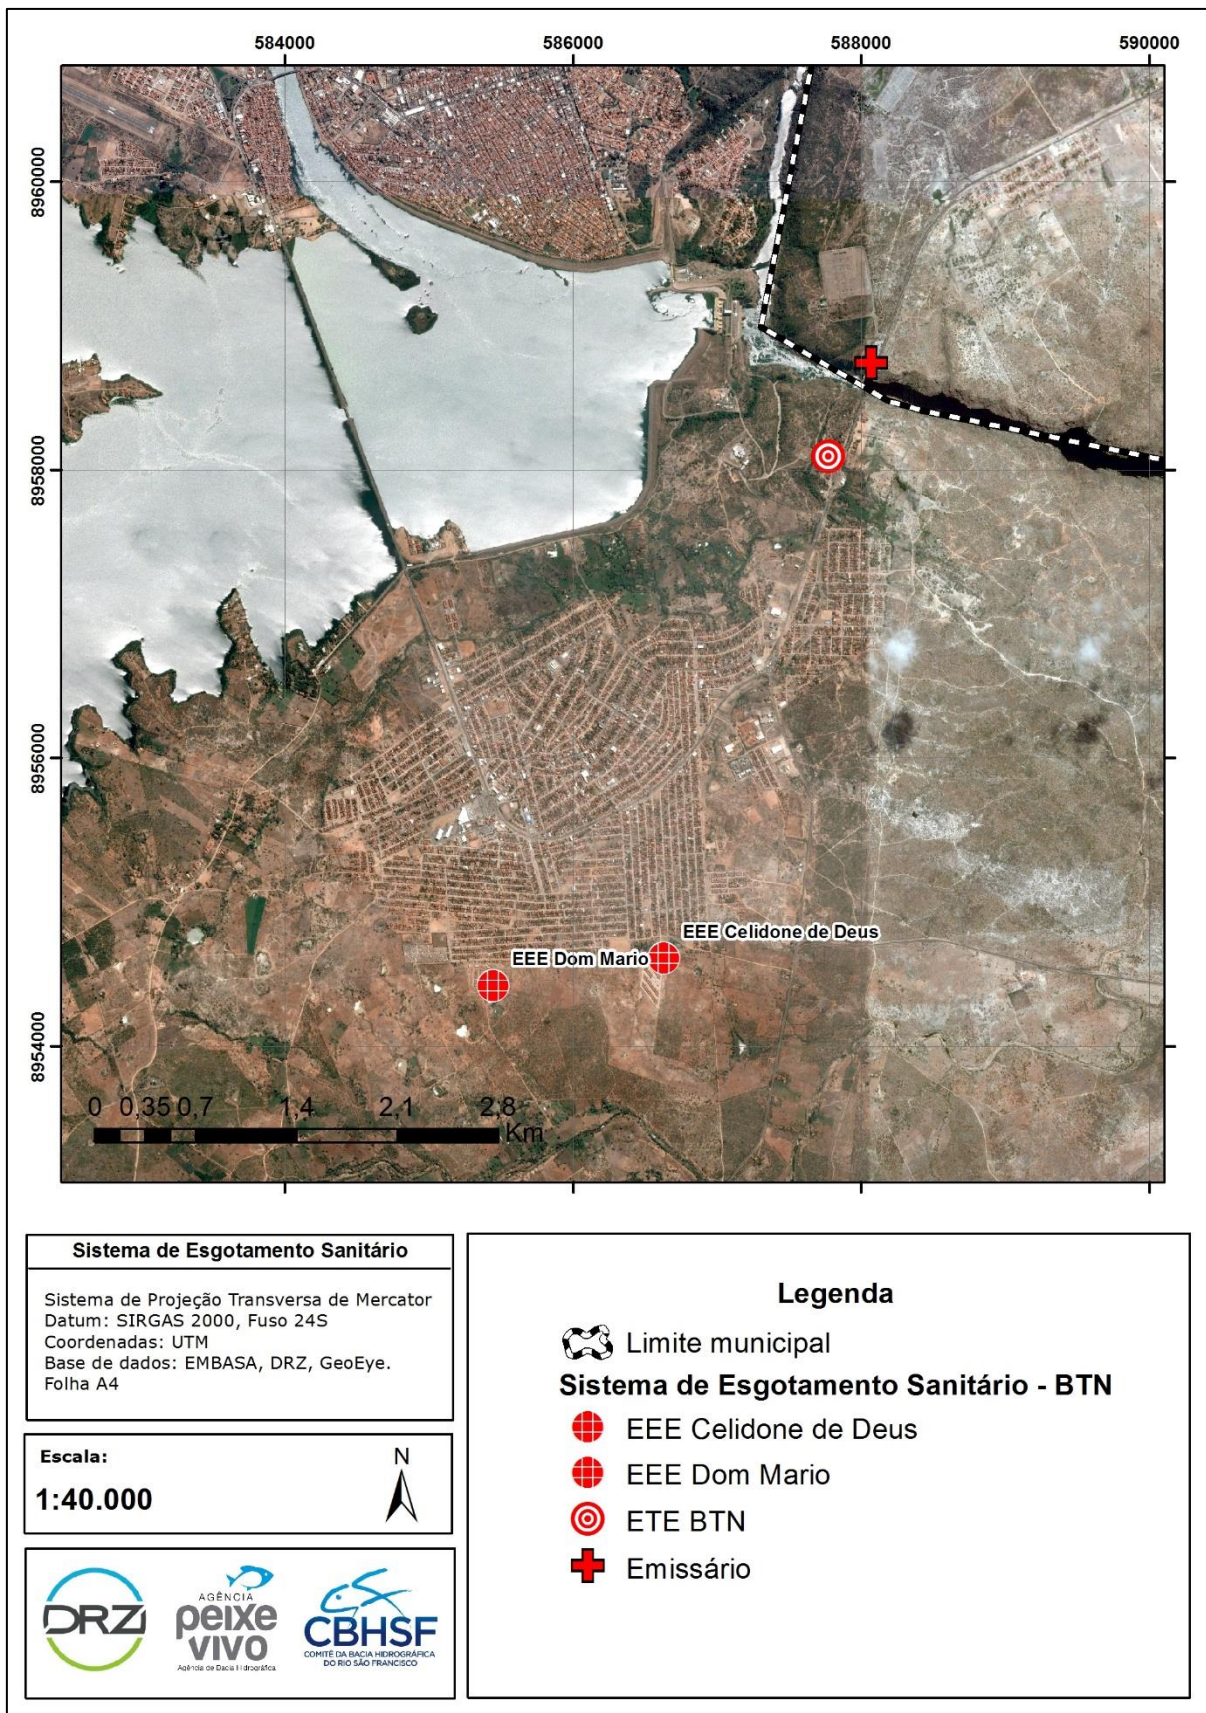 584000 586000 588000 590000
8960000
8958000
8956000
8954000
EEE Celidone de Deus
EEE Dom Mario
0 0,35 0,7 1,4 2,1 2,8
Km
Sistema de Esgotamento Sanitário
Sistema de Projeção Transversa de Mercator
Datum: SIRGAS 2000, Fuso 24S
Coordenadas: UTM
Base de dados: EMBASA, DRZ, GeoEye.
Folha A4
Escala:
1:40.000
N
DRZ
AGÊNCIA
peixe
vivo
Agência de Bacia Hidrográfica
CBHSF
COMITÊ DA BACIA HIDROGRÁFICA
DO RIO SÃO FRANCISCO
Legenda
Limite municipal
Sistema de Esgotamento Sanitário - BTN
EEE Celidone de Deus
EEE Dom Mario
ETE BTN
Emissário